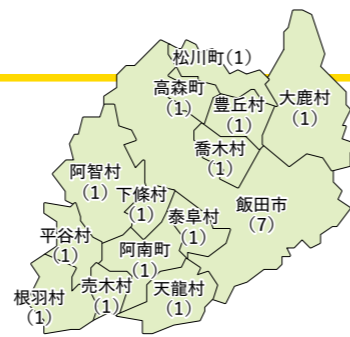 松川町(1)
高森町
(1)
豊丘村
(1)
大鹿村
(1)
喬木村
(1)
阿智村
(1)
下條村
(1)
飯田市
(7)
泰阜村
(1)
平谷村
(1)
阿南町
(1)
売木村
(1)
天龍村
(1)
根羽村
(1)